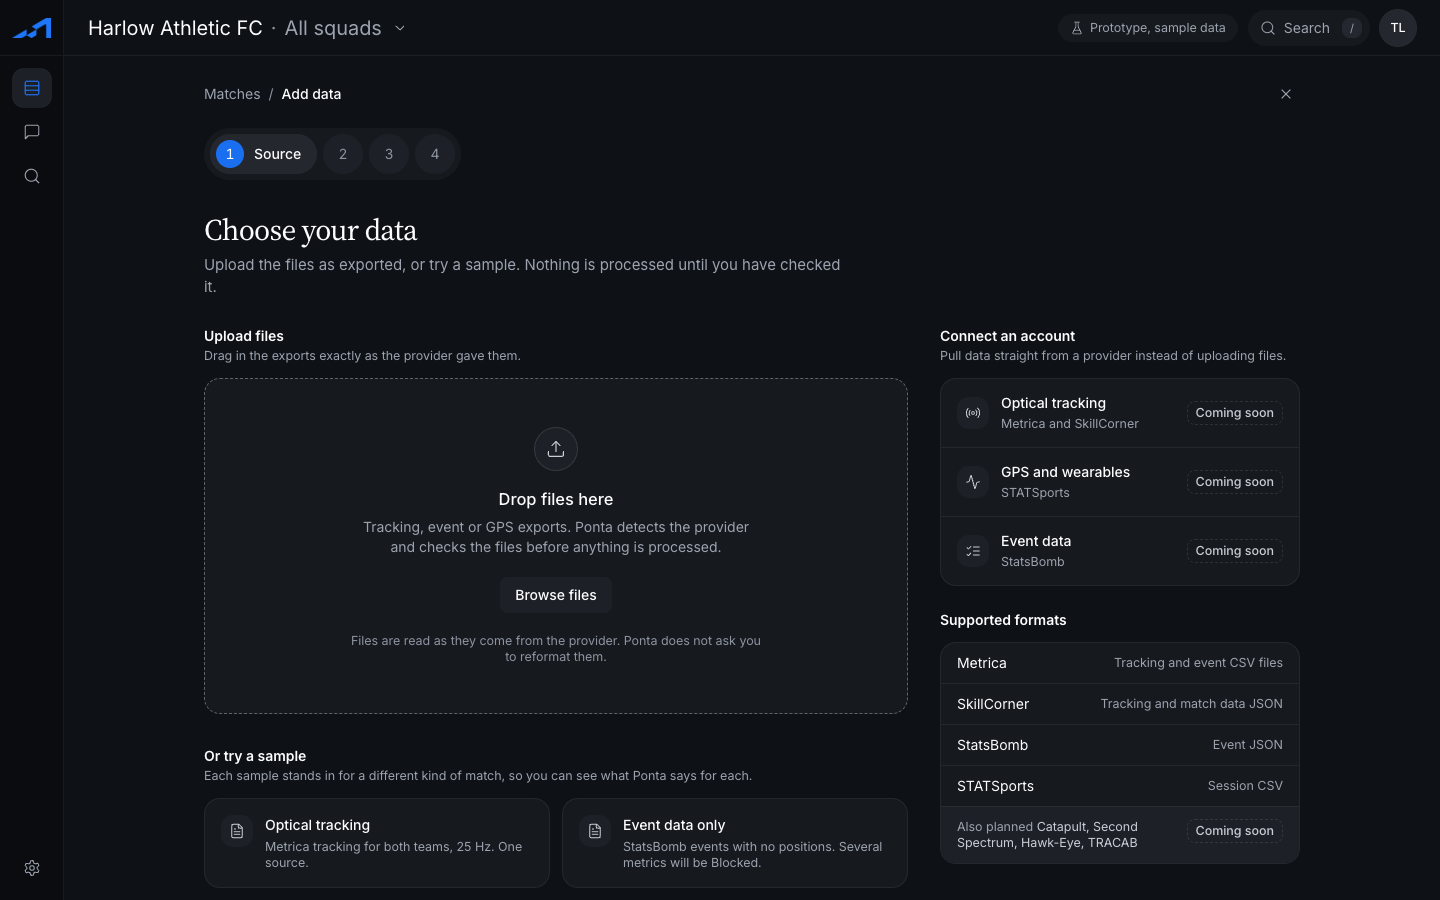 Harlow Athletic FC · All squads
Prototype, sample data
Search /
TL
Matches / Add data
1 Source 2 3 4
Choose your data
Upload the files as exported, or try a sample. Nothing is processed until you have checked
it.
Upload files
Drag in the exports exactly as the provider gave them.
Drop files here
Tracking, event or GPS exports. Ponta detects the provider
and checks the files before anything is processed.
Browse files
Files are read as they come from the provider. Ponta does not ask you
to reformat them.
Or try a sample
Each sample stands in for a different kind of match, so you can see what Ponta says for each.
Optical tracking
Metrica tracking for both teams, 25 Hz. One
source.
Event data only
StatsBomb events with no positions. Several
metrics will be Blocked.
Connect an account
Pull data straight from a provider instead of uploading files.
Optical tracking
Metrica and SkillCorner
Coming soon
GPS and wearables
STATSports
Coming soon
Event data
StatsBomb
Coming soon
Supported formats
Metrica Tracking and event CSV files
SkillCorner Tracking and match data JSON
StatsBomb Event JSON
STATSports Session CSV
Also planned Catapult, Second
Spectrum, Hawk-Eye, TRACAB
Coming soon